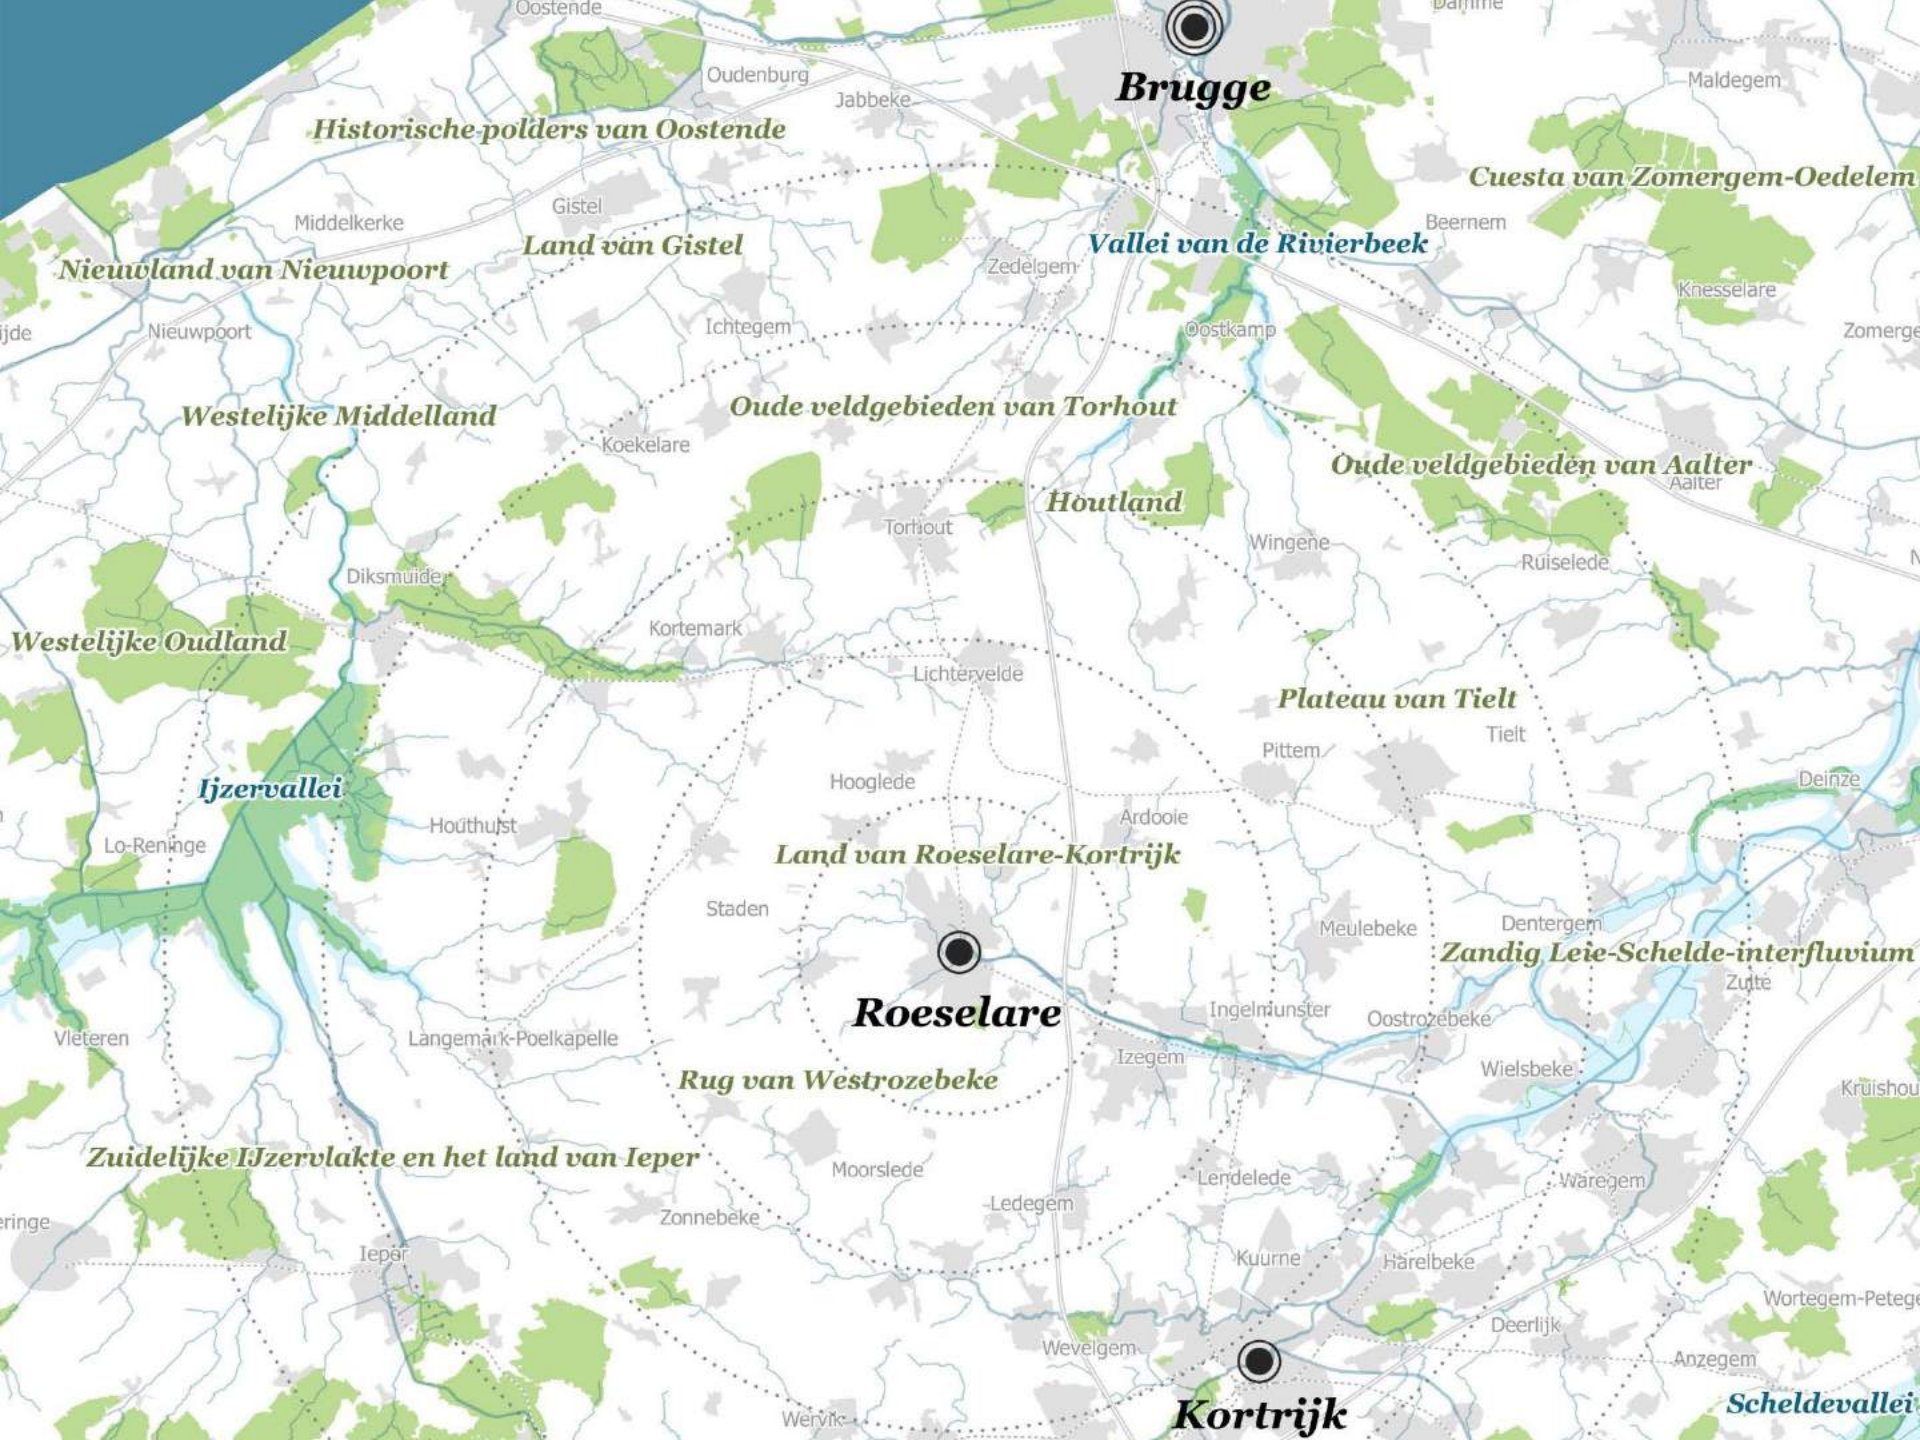 Oostende
Damme
Oudenburg
Jabbeke
Brugge
Maldegem
Historische polders van Oostende
Cuesta van Zomergem-Oedelem
Gistel
Middelkerke
Beernem
Land van Gistel
Vallei van de Rivierbeek
Nieuwland van Nieuwpoort
Zedelgem
Knesselare
ijde
Nieuwpoort
Ichtegem
Oostkamp
Zomerge
Westelijke Middelland
Oude veldgebieden van Torhout
Koekelare
Oude veldgebieden van Aalter
Aalter
Houtland
Torhout
Wingene
Ruiselede
N
Diksmuide
Kortemark
Westelijke Oudland
Lichtervelde
Plateau van Tielt
Tielt
Pittem
Hooglede
Deinze
Ijzervallei
Ardooie
Houthulst
Lo-Reninge
Land van Roeselare-Kortrijk
Staden
Meulebeke
Dentergem
Zandig Leie-Schelde-interfluvium
Zulte
Roeselare
Ingelmunster
Oostrozebeke
Vleteren
Langemark-Poelkapelle
Izegem
Wielsbeke
Rug van Westrozebeke
Kruishou
Zuidelijke IJzervlakte en het land van Ieper
Moorslede
Lendelede
Waregem
Ledegem
Zonnebeke
eringe
Ieper
Kuurne
Harelbeke
Wortegem-Petege
Deerlijk
Wevelgem
Anzegem
Scheldevallei
Wervik
Kortrijk